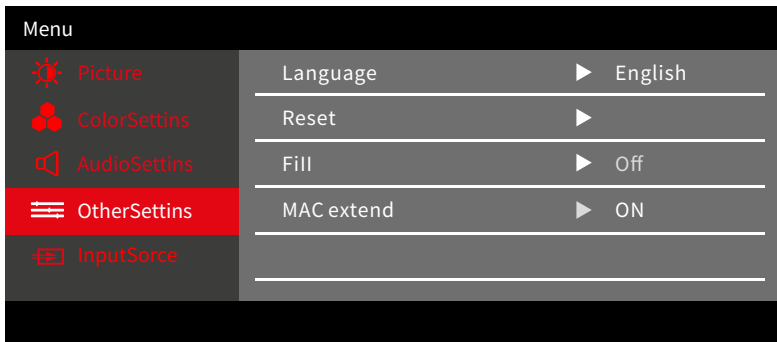 Menu
Picture
ColorSettins
AudioSettins
OtherSettins
InputSorce
Language ▶ English
Reset ▶
Fill ▶ Off
MAC extend ▶ ON